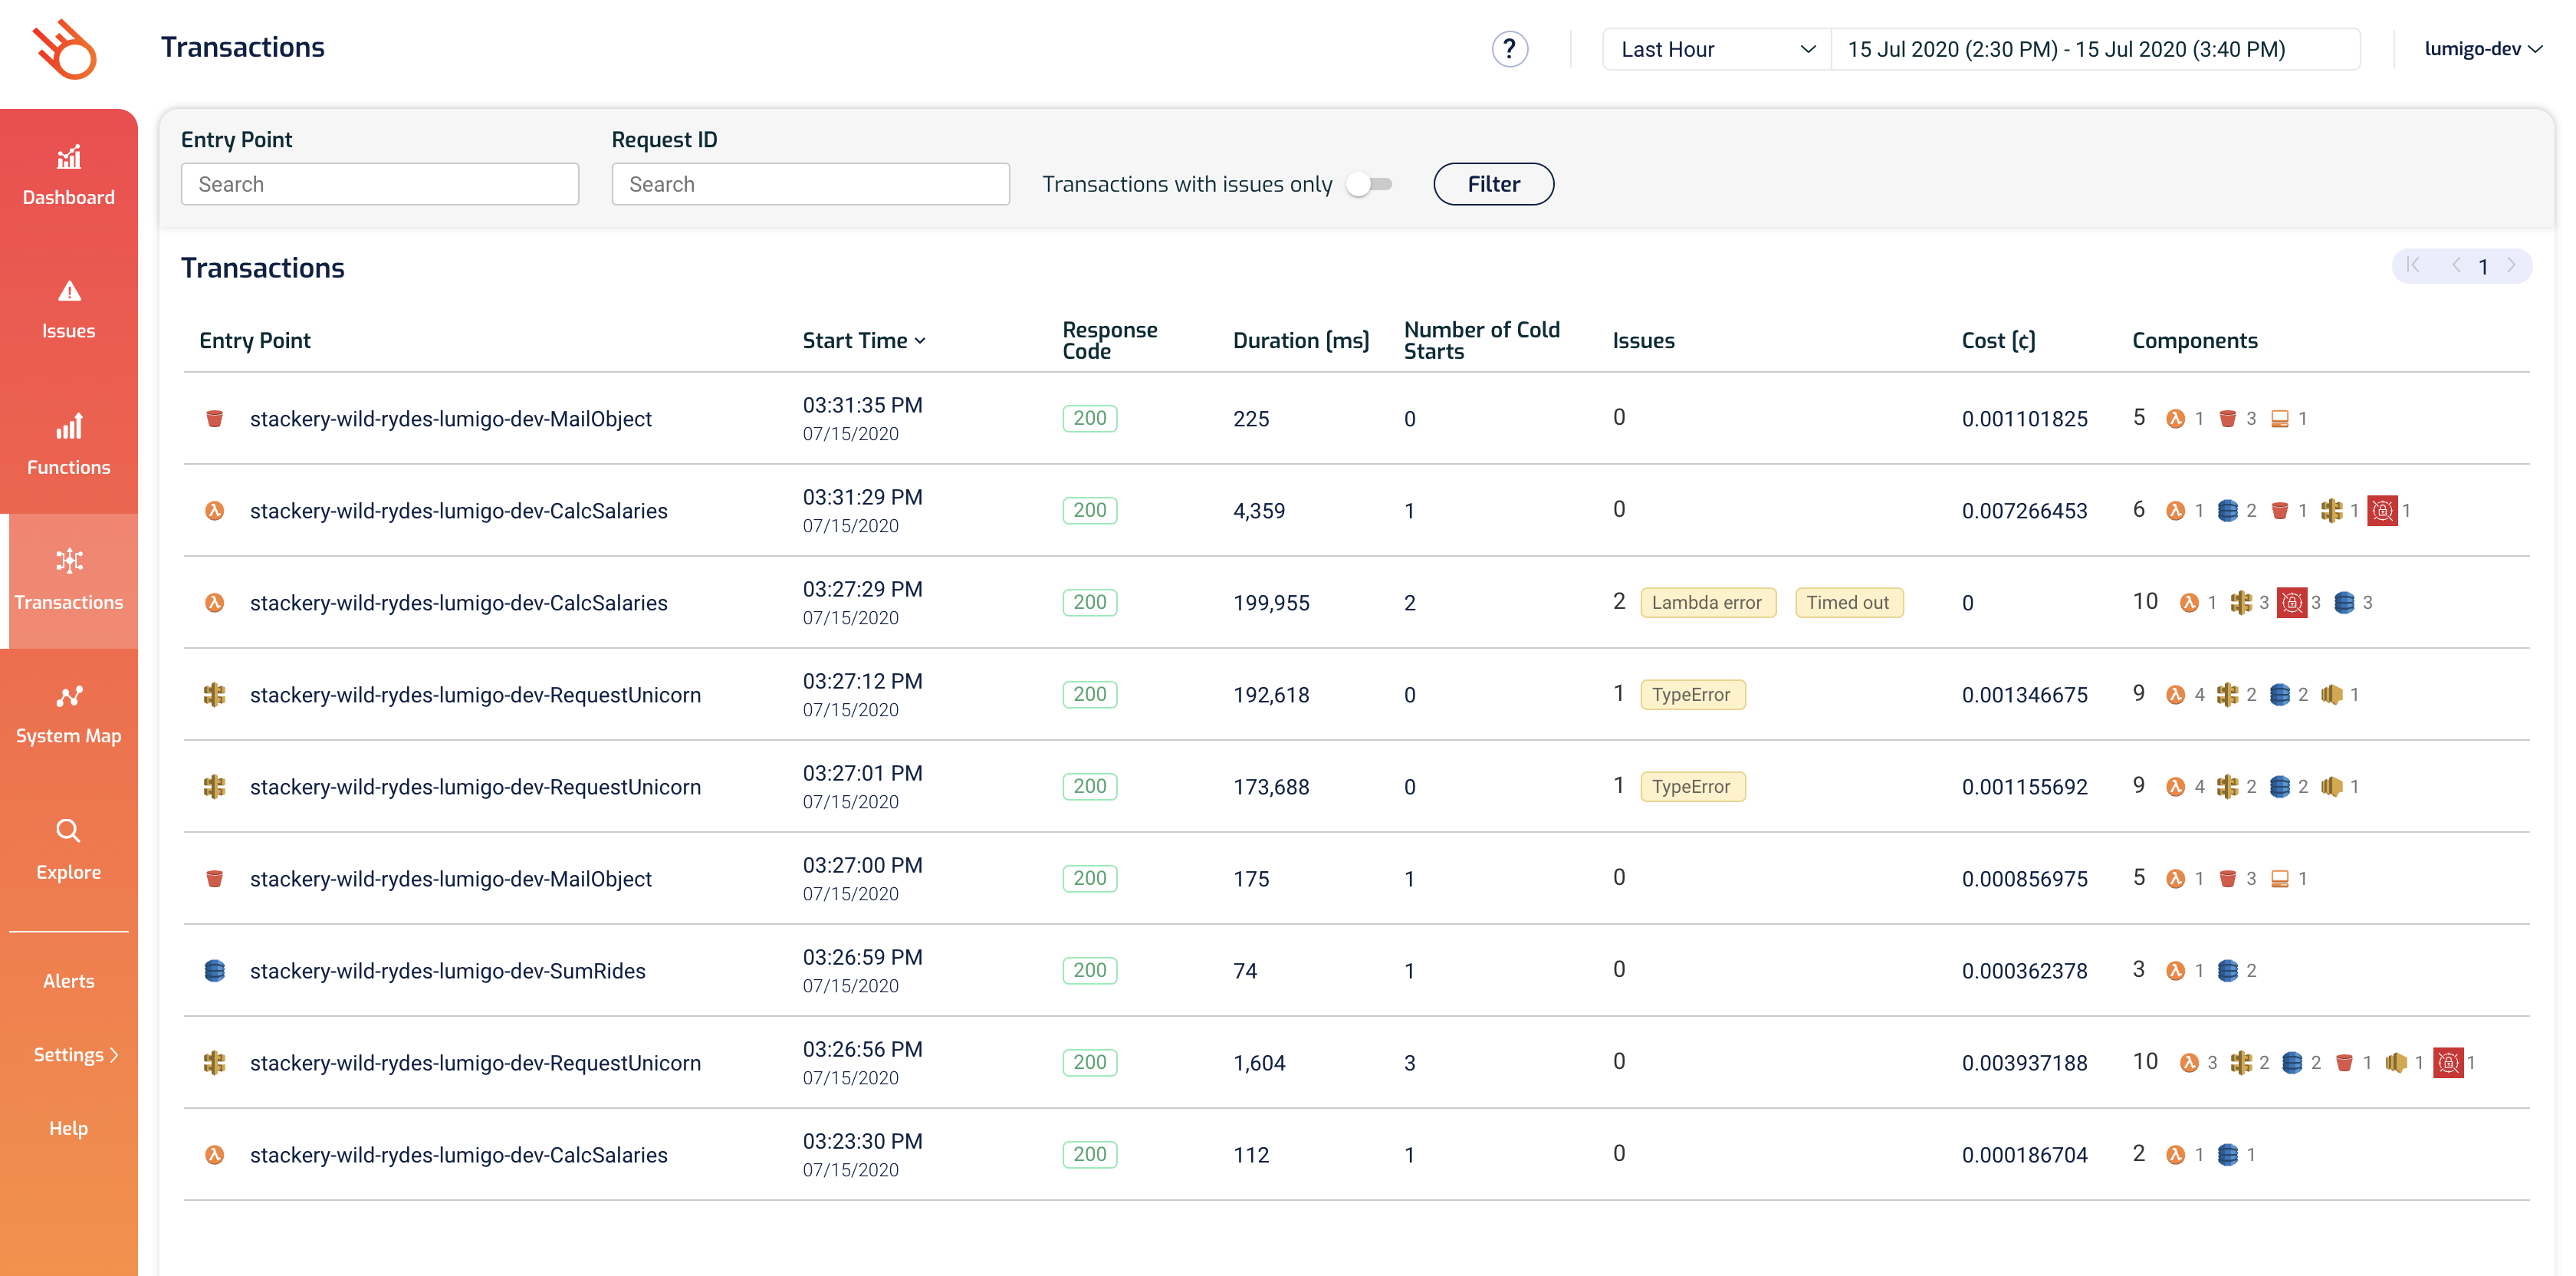 Transactions
?
Last Hour
15 Jul 2020 (2:30 PM) - 15 Jul 2020 (3:40 PM)
lumigo-dev
Dashboard
Issues
Functions
Transactions
System Map
Explore
Alerts
Settings
Help
Entry Point
Search
Request ID
Search
Transactions with issues only
Filter
Transactions
1
Entry Point Start Time Response Code Duration [ms] Number of Cold Starts Issues Cost [¢] Components
stackery-wild-rydes-lumigo-dev-MailObject 03:31:35 PM 200 225 0 0 0.001101825 5 1 3 1
07/15/2020
stackery-wild-rydes-lumigo-dev-CalcSalaries 03:31:29 PM 200 4,359 1 0 0.007266453 6 1 2 1 1 1
07/15/2020
stackery-wild-rydes-lumigo-dev-CalcSalaries 03:27:29 PM 200 199,955 2 2 Lambda error Timed out 0 10 1 3 3 3
07/15/2020
stackery-wild-rydes-lumigo-dev-RequestUnicorn 03:27:12 PM 200 192,618 0 1 TypeError 0.001346675 9 4 2 2 1
07/15/2020
stackery-wild-rydes-lumigo-dev-RequestUnicorn 03:27:01 PM 200 173,688 0 1 TypeError 0.001155692 9 4 2 2 1
07/15/2020
stackery-wild-rydes-lumigo-dev-MailObject 03:27:00 PM 200 175 1 0 0.000856975 5 1 3 1
07/15/2020
stackery-wild-rydes-lumigo-dev-SumRides 03:26:59 PM 200 74 1 0 0.000362378 3 1 2
07/15/2020
stackery-wild-rydes-lumigo-dev-RequestUnicorn 03:26:56 PM 200 1,604 3 0 0.003937188 10 3 2 2 1 1 1
07/15/2020
stackery-wild-rydes-lumigo-dev-CalcSalaries 03:23:30 PM 200 112 1 0 0.000186704 2 1 1
07/15/2020